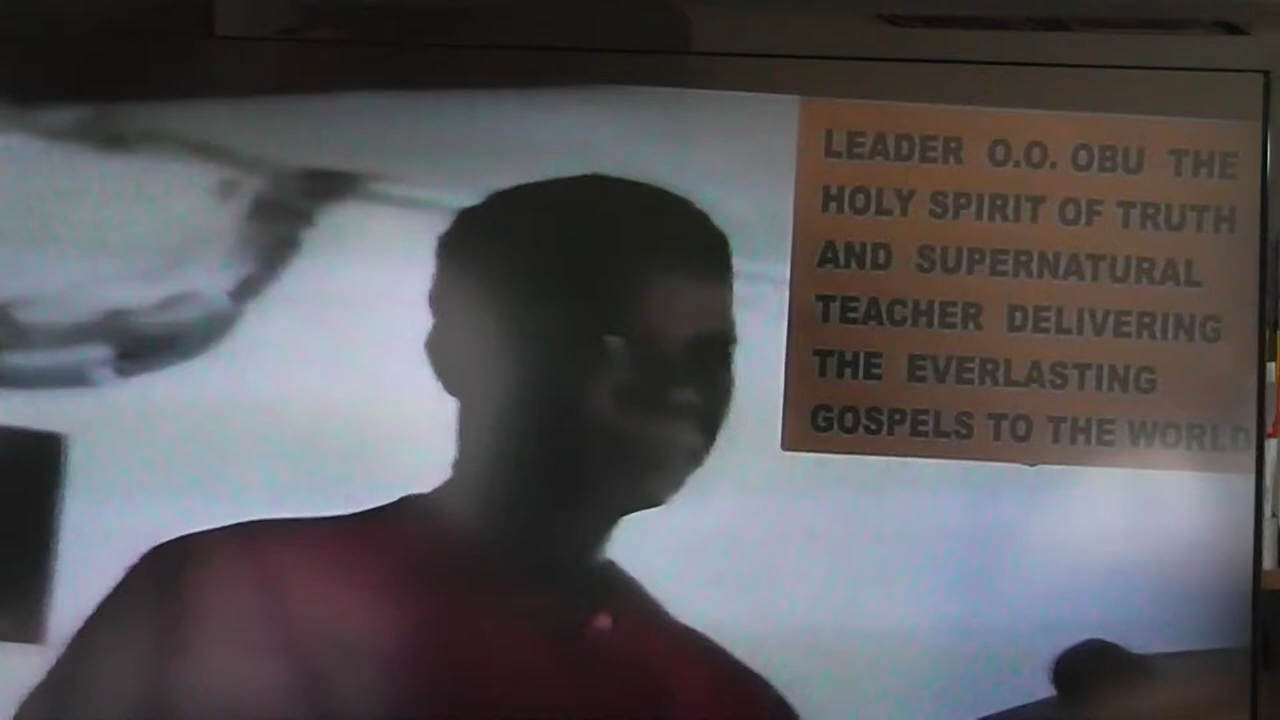 LEADER O.O. OBU THE
HOLY SPIRIT OF TRUTH
AND SUPERNATURAL
TEACHER DELIVERING
THE EVERLASTING
GOSPELS TO THE WORLD